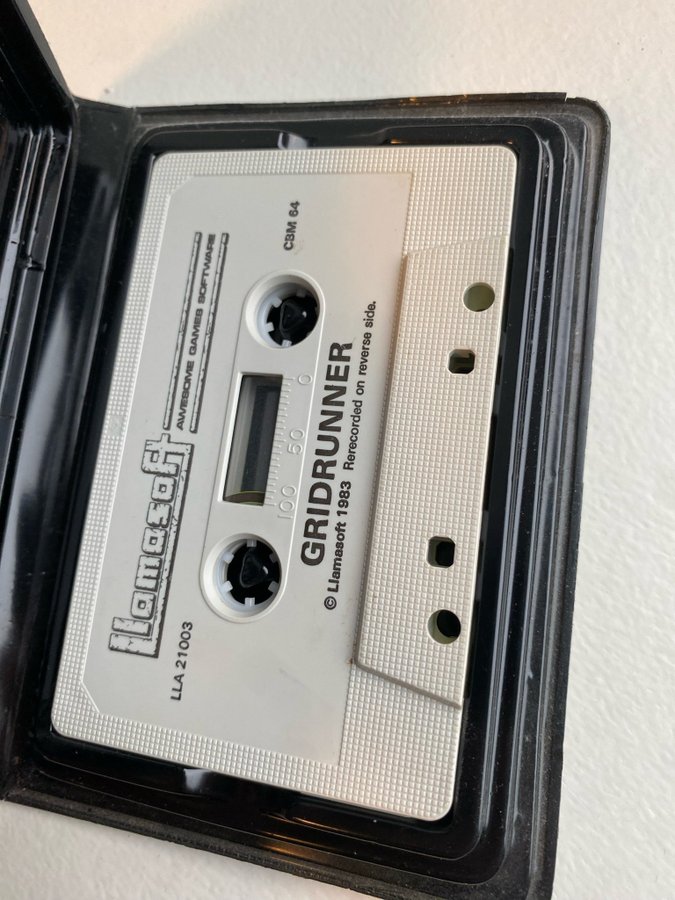 Llamasoft
AWESOME GAMES SOFTWARE
LLA 21003
CBM 64
100 50 0
GRIDRUNNER
© Llamasoft 1983 Rerecorded on reverse side.